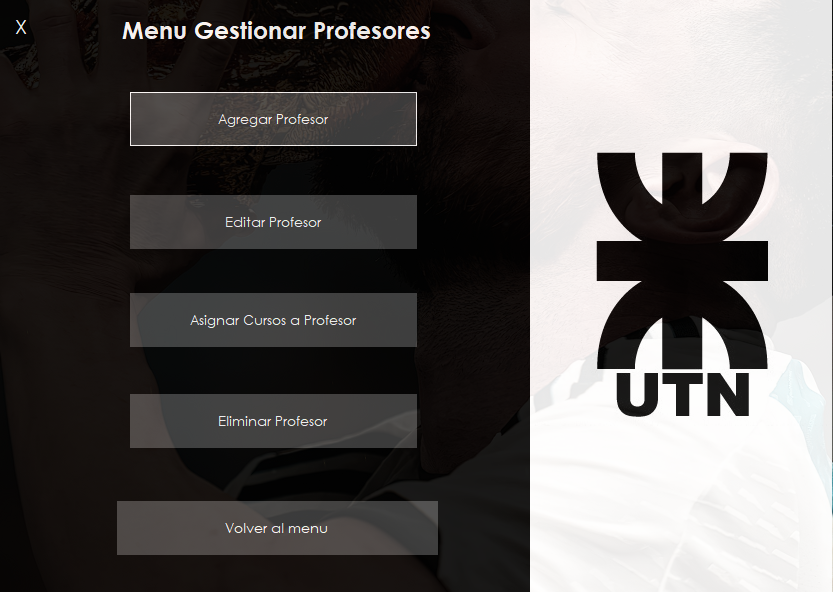 X
Menu Gestionar Profesores
Agregar Profesor
Editar Profesor
Asignar Cursos a Profesor
Eliminar Profesor
Volver al menu
UTN